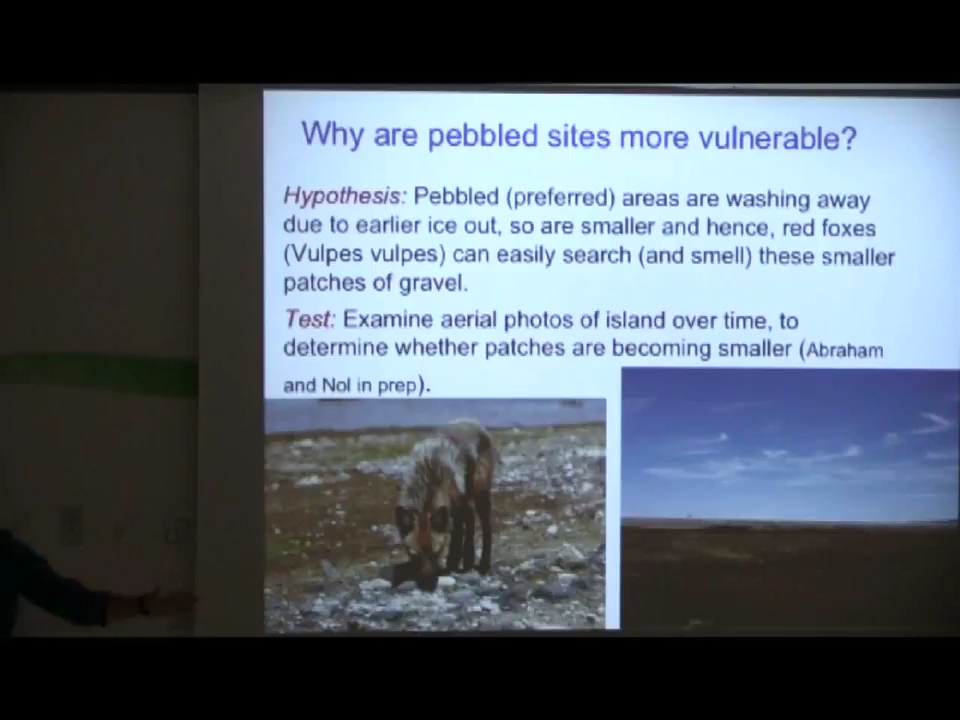 Why are pebbled sites more vulnerable?
Hypothesis: Pebbled (preferred) areas are washing away
due to earlier ice out, so are smaller and hence, red foxes
(Vulpes vulpes) can easily search (and smell) these smaller
patches of gravel.
Test: Examine aerial photos of island over time, to
determine whether patches are becoming smaller (Abraham
and Nol in prep).